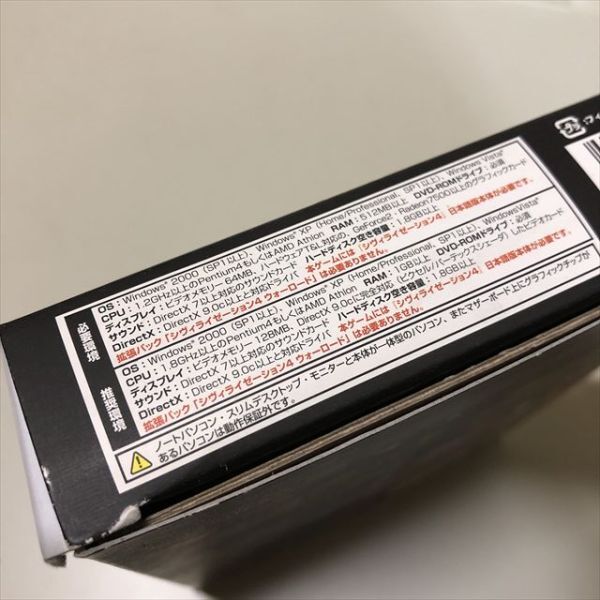 必要環境
OS：Windows® 2000 (SP1以上)、Windows® XP (Home/Professional, SP1以上)、Windows Vista®
CPU：1.2GHz以上のPentium4もしくはAMD Athlon RAM：512MB以上 DVD-ROMドライブ：必須
ディスプレイ：ビデオメモリー64MB、ハードウェアT&L対応の、GeForce2、Radeon7500以上のグラフィックカード
サウンド：DirectX 7以上対応のサウンドカード ハードディスク空き容量：1.8GB以上
DirectX：DirectX 9.0c以上と対応ドライバ 本ゲームには『シヴィライゼーション4』日本語版本体が必要です。
拡張パック『シヴィライゼーション4 ウォーロード』は必要ありません。
推奨環境
OS：Windows® 2000 (SP1以上)、Windows® XP (Home/Professional, SP1以上)、WindowsVista®
CPU：1.8GHz以上のPentium4もしくはAMD Athlon RAM：1GB以上 DVD-ROMドライブ：必須
ディスプレイ：ビデオメモリー 128MB、DirectX 9.0cに完全対応（ピクセル/バーテックスシェーダ）したビデオカード
サウンド：DirectX 7以上対応のサウンドカード ハードディスク空き容量：1.8GB以上
DirectX：DirectX 9.0c以上と対応ドライバ 本ゲームには『シヴィライゼーション4』日本語版本体が必要です。
拡張パック『シヴィライゼーション4 ウォーロード』は必要ありません。
ノートパソコン・スリムデスクトップ・モニターと本体が一体型のパソコン、またマザーボード上にグラフィックチップが
あるパソコンは動作保証外です。